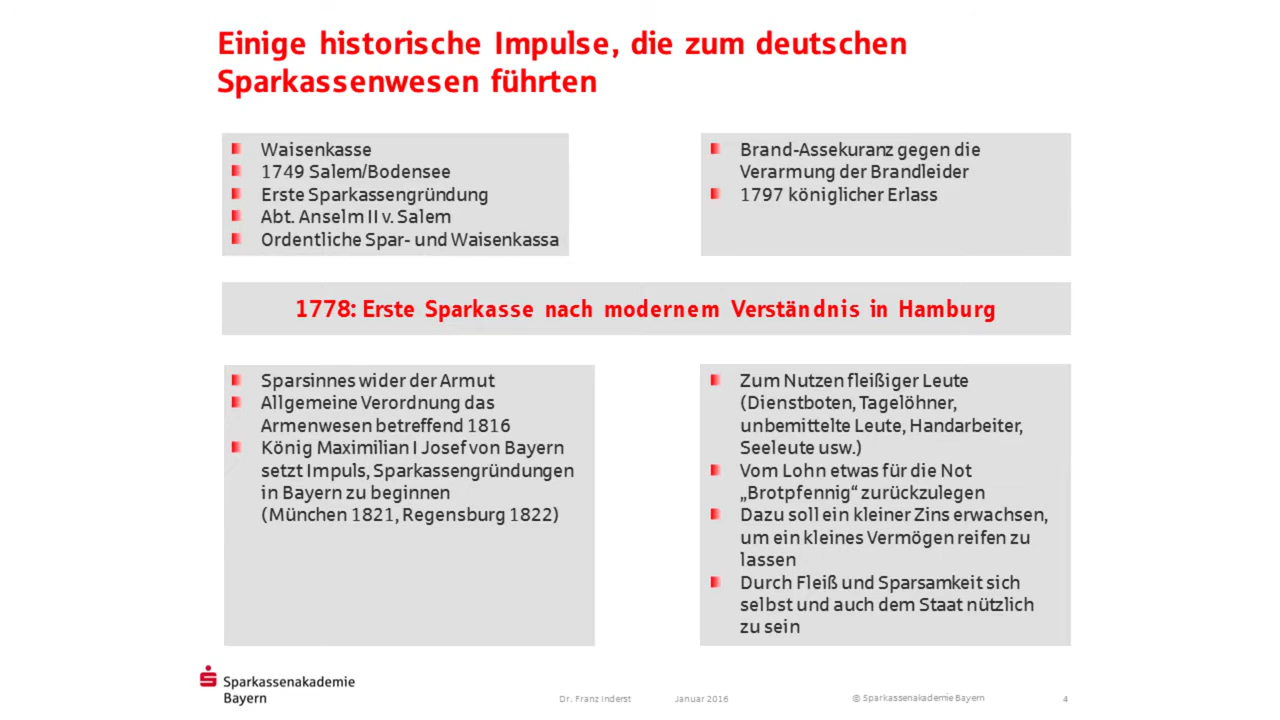 Einige historische Impulse, die zum deutschen
Sparkassenwesen führten
Waisenkasse
1749 Salem/Bodensee
Erste Sparkassengründung
Abt. Anselm II v. Salem
Ordentliche Spar- und Waisenkassa
Brand-Assekuranz gegen die
Verarmung der Brandleider
1797 königlicher Erlass
1778: Erste Sparkasse nach modernem Verständnis in Hamburg
Sparsinnes wider der Armut
Allgemeine Verordnung das
Armenwesen betreffend 1816
König Maximilian I Josef von Bayern
setzt Impuls, Sparkassengründungen
in Bayern zu beginnen
(München 1821, Regensburg 1822)
Zum Nutzen fleißiger Leute
(Dienstboten, Tagelöhner,
unbemittelte Leute, Handarbeiter,
Seeleute usw.)
Vom Lohn etwas für die Not
„Brotpfennig“ zurückzulegen
Dazu soll ein kleiner Zins erwachsen,
um ein kleines Vermögen reifen zu
lassen
Durch Fleiß und Sparsamkeit sich
selbst und auch dem Staat nützlich
zu sein
Sparkassenakademie
Bayern
Dr. Franz Inderst Januar 2016 © Sparkassenakademie Bayern 4